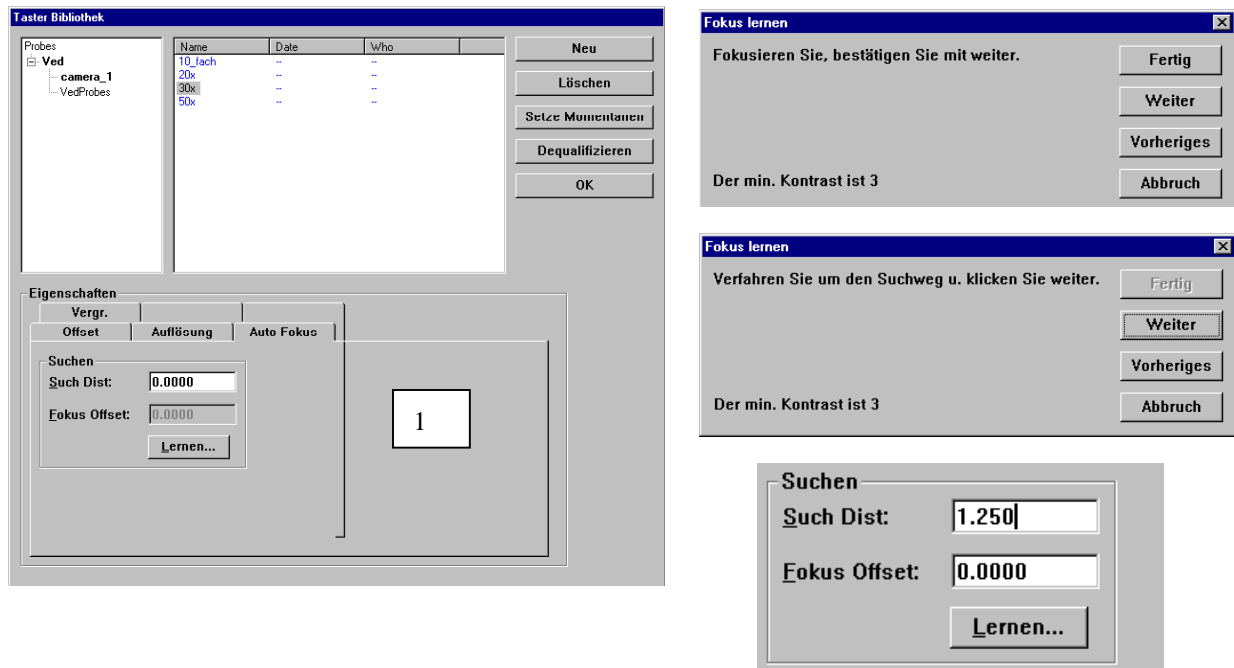 Taster Bibliothek
Probes
Ved
camera_1
VedProbes
Name Date Who
10_fach -- --
20x -- --
30x -- --
50x -- --
Neu
Löschen
Setze Momentanen
Dequalifizieren
OK
Eigenschaften
Vergr.
Offset Auflösung Auto Fokus
Suchen
Such Dist: 0.0000
Fokus Offset: 0.0000
Lernen...
1
Fokus lernen
Fokusieren Sie, bestätigen Sie mit weiter.
Fertig
Weiter
Vorheriges
Der min. Kontrast ist 3
Abbruch
Fokus lernen
Verfahren Sie um den Suchweg u. klicken Sie weiter.
Fertig
Weiter
Vorheriges
Der min. Kontrast ist 3
Abbruch
Suchen
Such Dist: 1.250
Fokus Offset: 0.0000
Lernen...